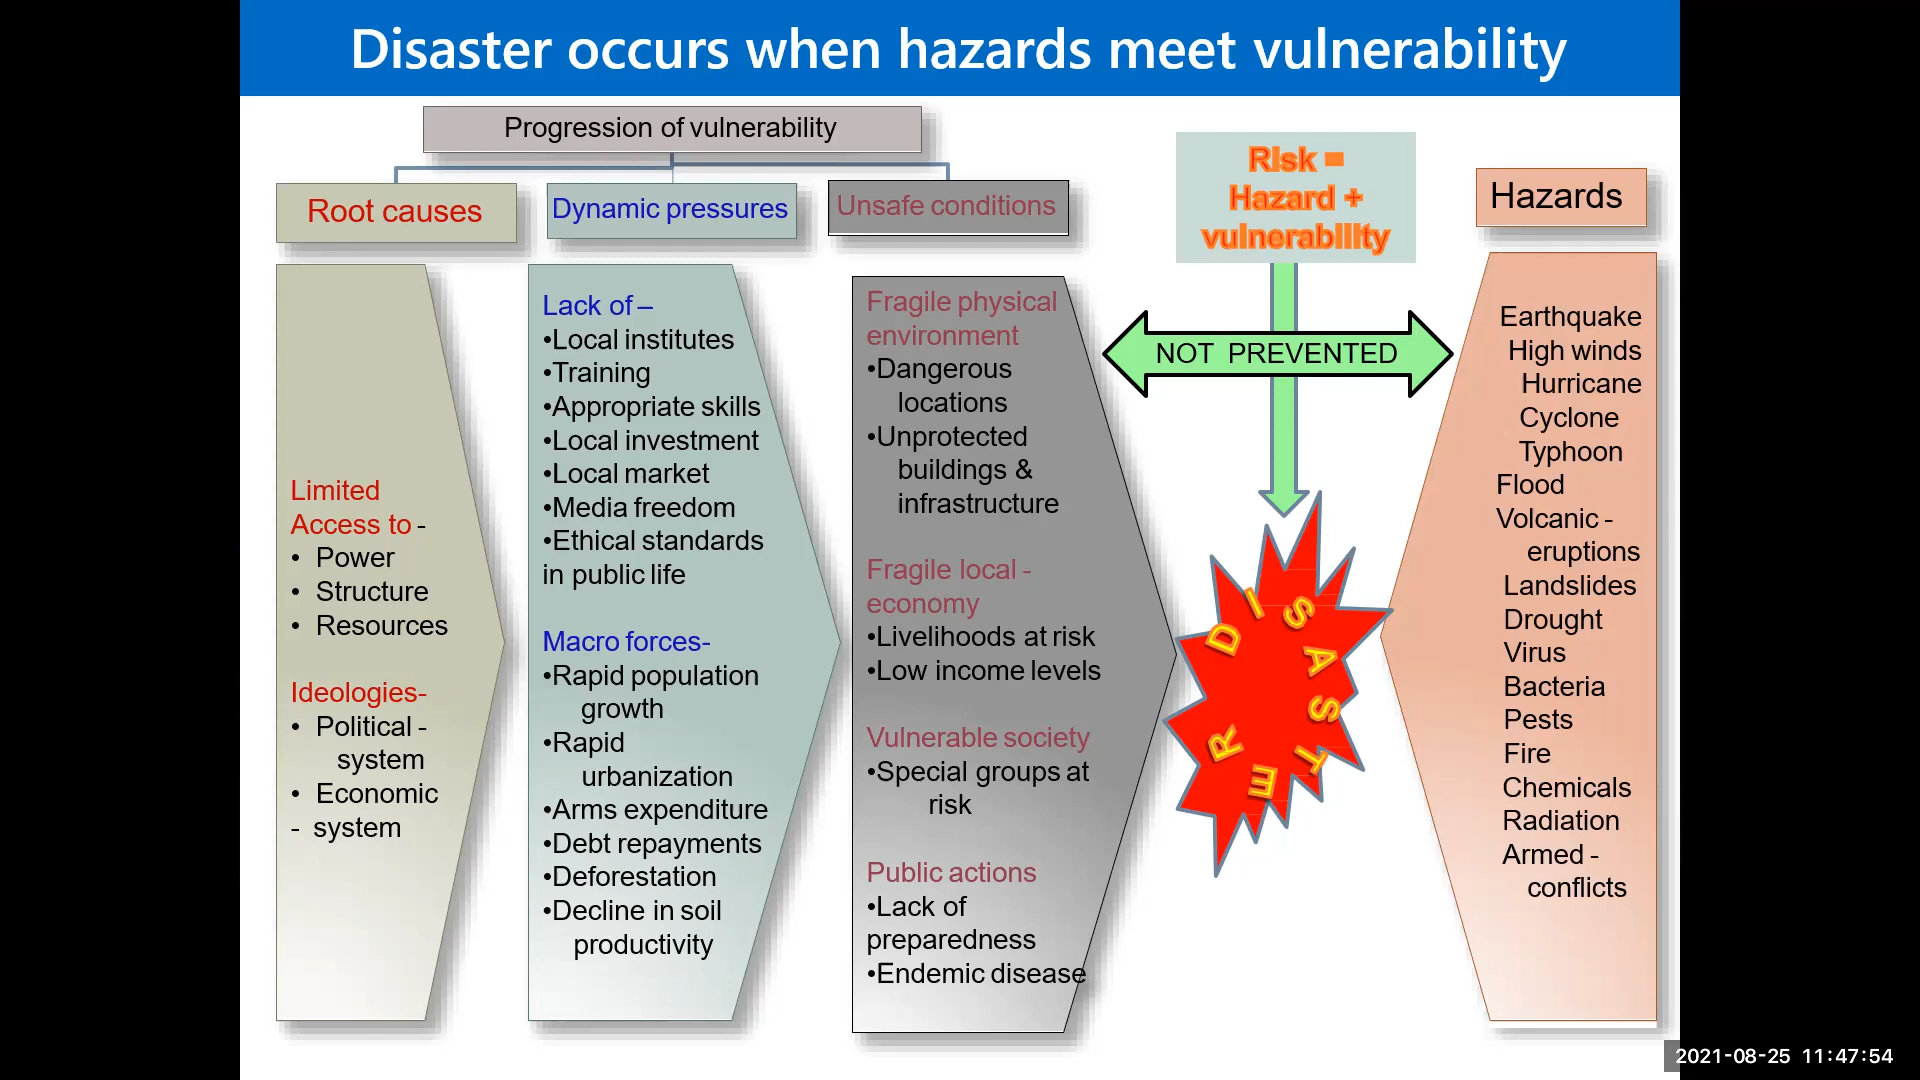 Disaster occurs when hazards meet vulnerability
Progression of vulnerability
Root causes
Dynamic pressures
Unsafe conditions
Risk =
Hazard +
vulnerability
Hazards
Limited
Access to -
• Power
• Structure
• Resources
Ideologies-
• Political -
system
• Economic
- system
Lack of –
•Local institutes
•Training
•Appropriate skills
•Local investment
•Local market
•Media freedom
•Ethical standards
in public life
Macro forces-
•Rapid population
growth
•Rapid
urbanization
•Arms expenditure
•Debt repayments
•Deforestation
•Decline in soil
productivity
Fragile physical
environment
•Dangerous
locations
•Unprotected
buildings &
infrastructure
Fragile local -
economy
•Livelihoods at risk
•Low income levels
Vulnerable society
•Special groups at
risk
Public actions
•Lack of
preparedness
•Endemic disease
NOT PREVENTED
DISASTER
Earthquake
High winds
Hurricane
Cyclone
Typhoon
Flood
Volcanic -
eruptions
Landslides
Drought
Virus
Bacteria
Pests
Fire
Chemicals
Radiation
Armed -
conflicts
2021-08-25 11:47:54